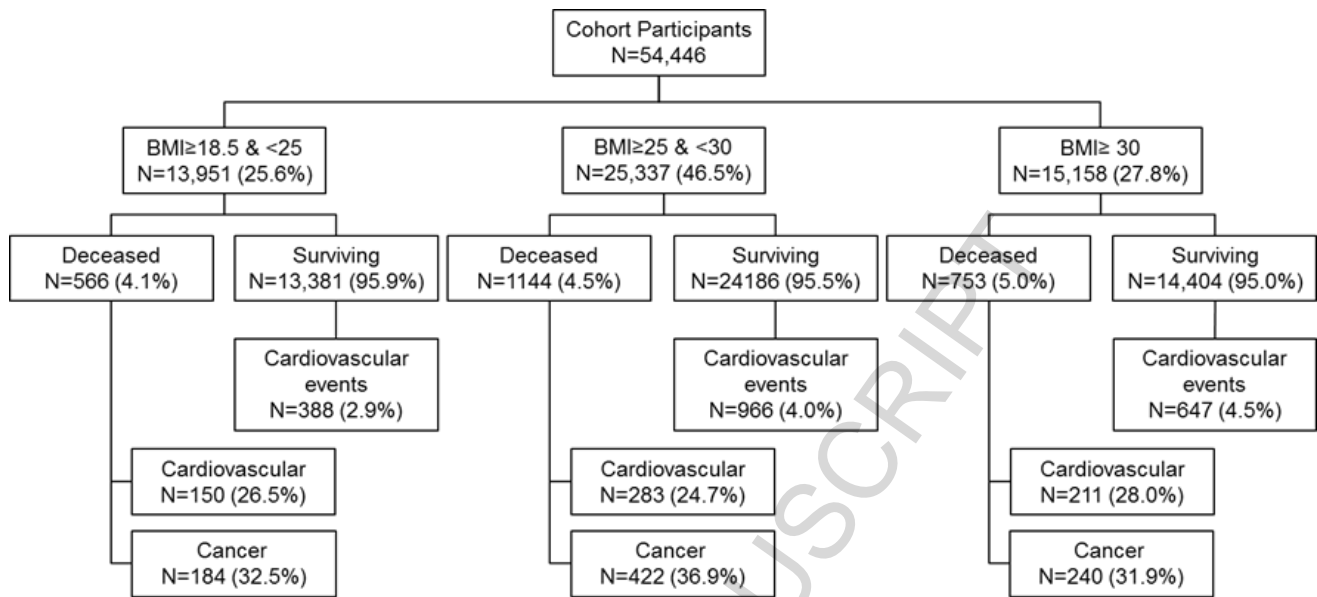 Cohort Participants
N=54,446
BMI≥18.5 & <25
N=13,951 (25.6%)
BMI≥25 & <30
N=25,337 (46.5%)
BMI≥ 30
N=15,158 (27.8%)
Deceased
N=566 (4.1%)
Surviving
N=13,381 (95.9%)
Deceased
N=1144 (4.5%)
Surviving
N=24186 (95.5%)
Deceased
N=753 (5.0%)
Surviving
N=14,404 (95.0%)
Cardiovascular
events
N=388 (2.9%)
Cardiovascular
events
N=966 (4.0%)
Cardiovascular
events
N=647 (4.5%)
Cardiovascular
N=150 (26.5%)
Cardiovascular
N=283 (24.7%)
Cardiovascular
N=211 (28.0%)
Cancer
N=184 (32.5%)
Cancer
N=422 (36.9%)
Cancer
N=240 (31.9%)
USCRIPT